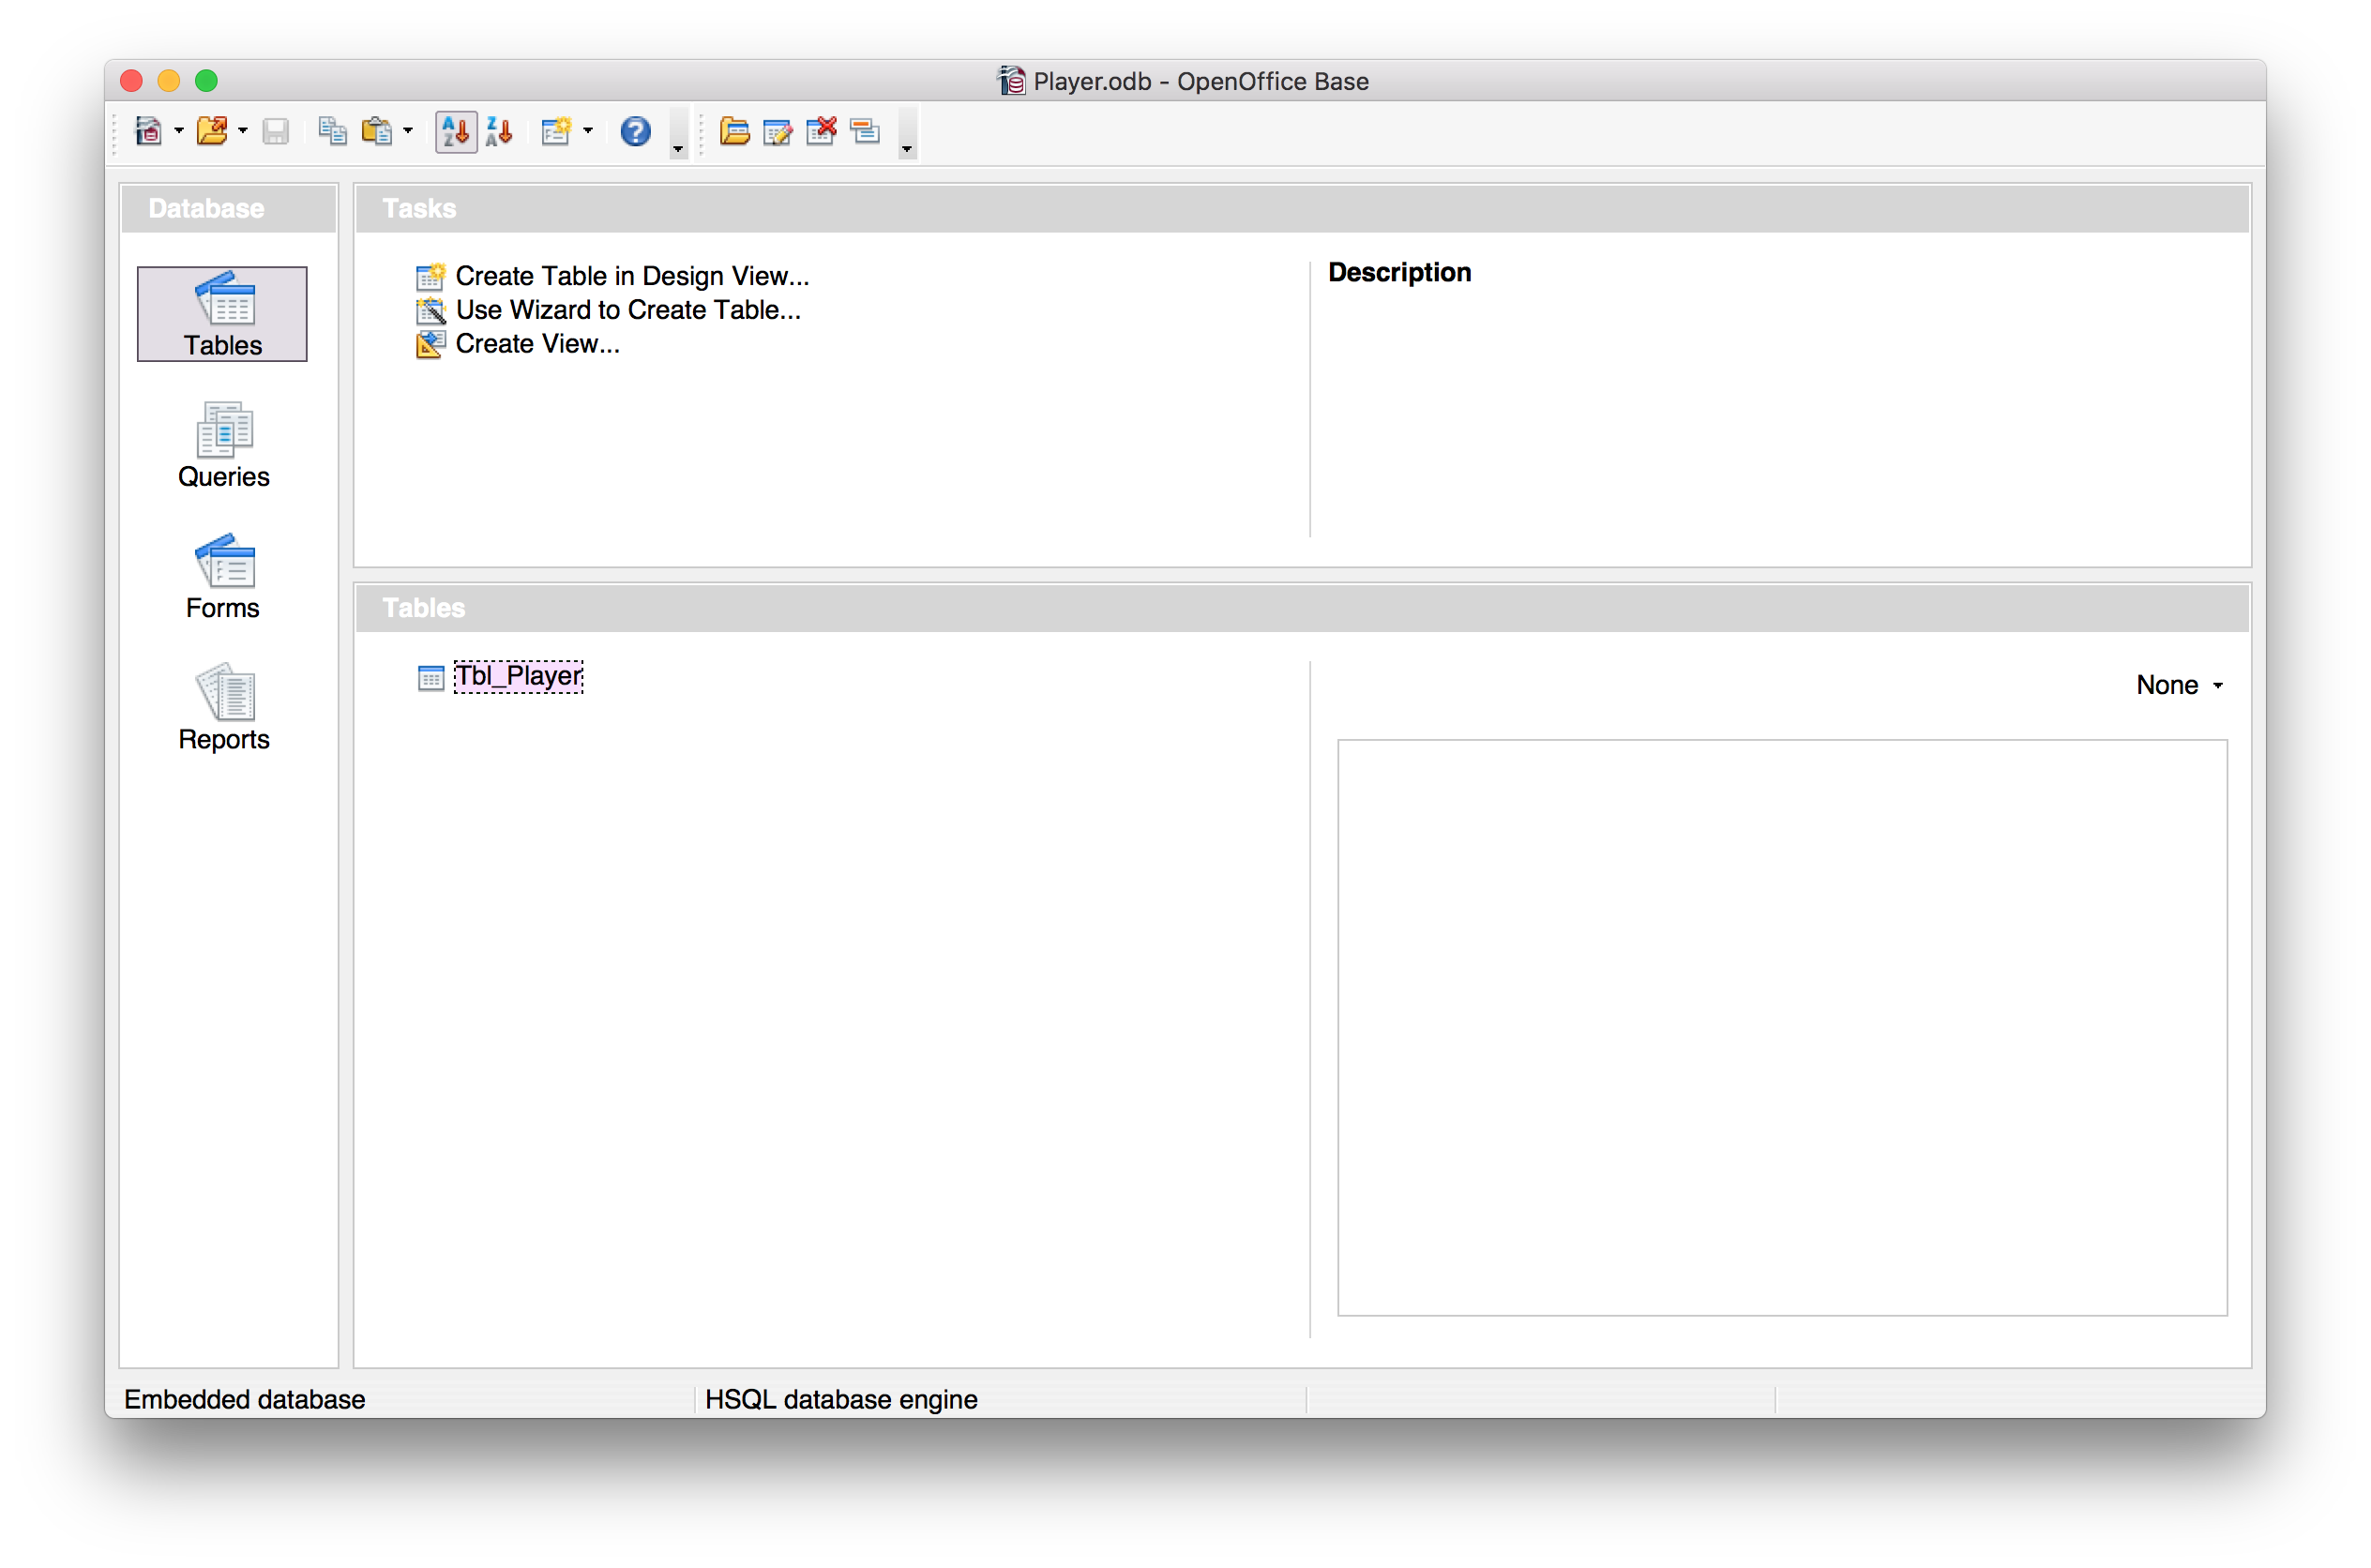 Player.odb - OpenOffice Base
Database
Tables
Queries
Forms
Reports
Tasks
Create Table in Design View...
Use Wizard to Create Table...
Create View...
Description
Tables
Tbl_Player
None
Embedded database
HSQL database engine